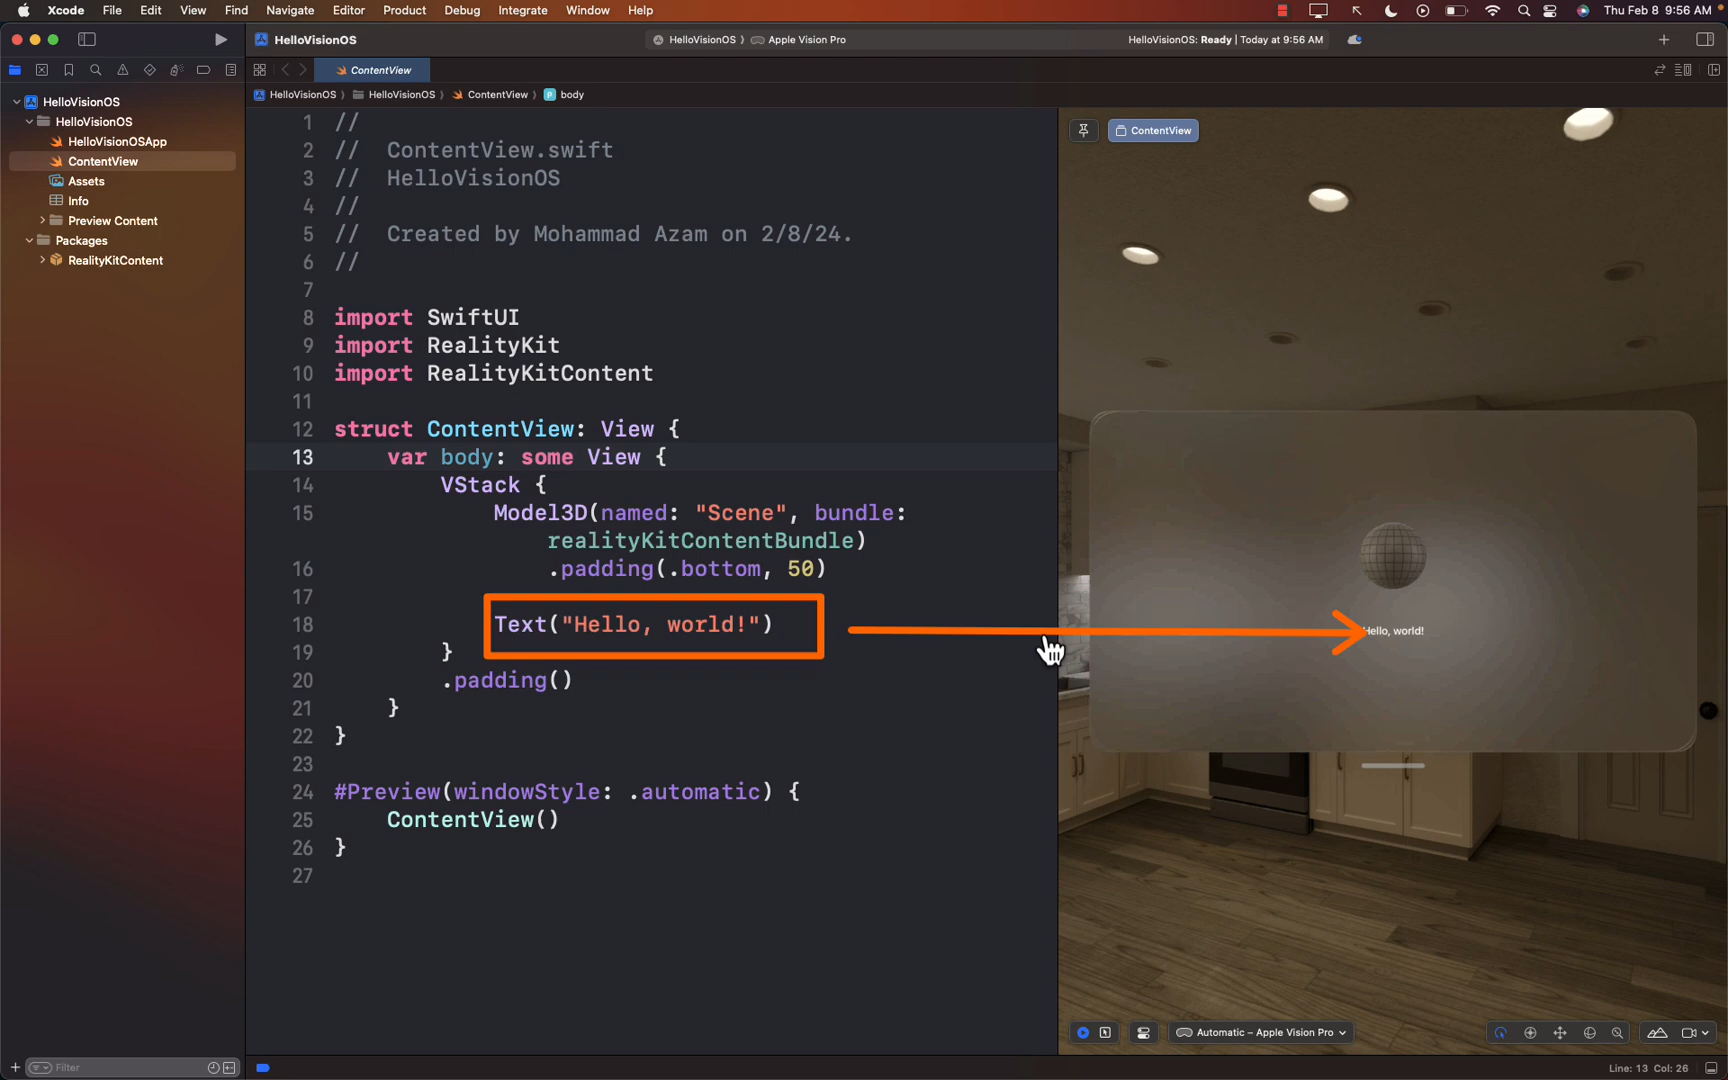 Xcode File Edit View Find Navigate Editor Product Debug Integrate Window Help Thu Feb 8 9:56 AM
HelloVisionOS HelloVisionOS Apple Vision Pro HelloVisionOS: Ready | Today at 9:56 AM
ContentView
HelloVisionOS HelloVisionOS ContentView P body
HelloVisionOS
HelloVisionOS
HelloVisionOSApp
ContentView
Assets
Info
Preview Content
Packages
RealityKitContent
1 //
2 // ContentView.swift
3 // HelloVisionOS
4 //
5 // Created by Mohammad Azam on 2/8/24.
6 //
7
8 import SwiftUI
9 import RealityKit
10 import RealityKitContent
11
12 struct ContentView: View {
13 var body: some View {
14 VStack {
15 Model3D(named: "Scene", bundle:
realityKitContentBundle)
16 .padding(.bottom, 50)
17
18 Text("Hello, world!")
19 }
20 .padding()
21 }
22 }
23
24 #Preview(windowStyle: .automatic) {
25 ContentView()
26 }
27
ContentView
Hello, world!
Automatic – Apple Vision Pro
Filter
Line: 13 Col: 26